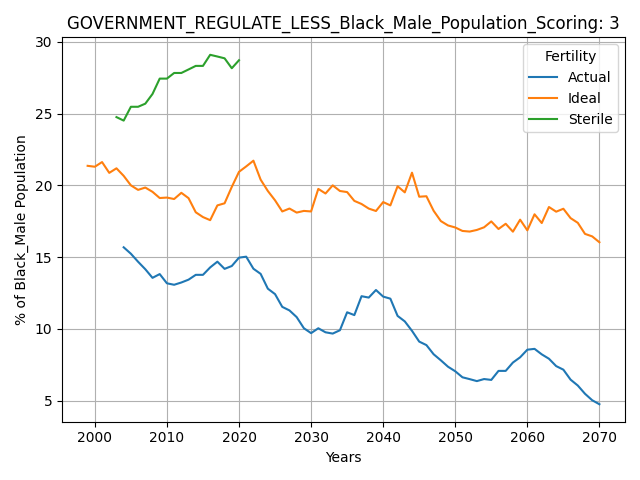 GOVERNMENT_REGULATE_LESS_Black_Male_Population_Scoring: 3
30
25
20
15
10
5
% of Black_Male Population
Fertility
Actual
Ideal
Sterile
2000 2010 2020 2030 2040 2050 2060 2070
Years